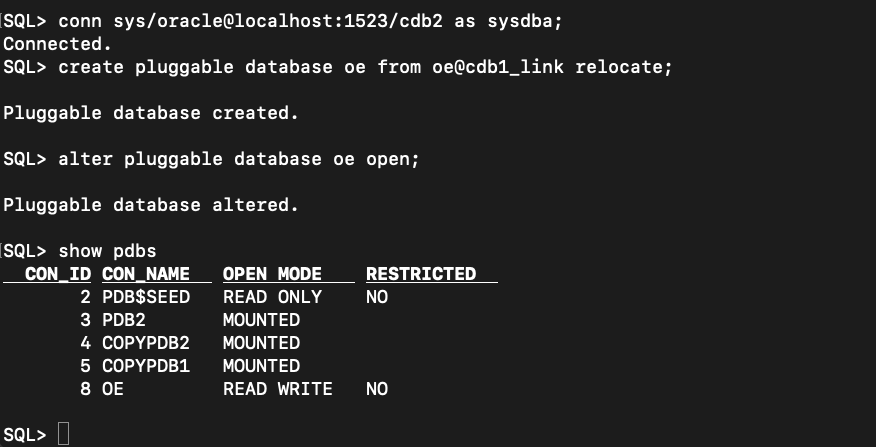 SQL> conn sys/oracle@localhost:1523/cdb2 as sysdba;
Connected.
SQL> create pluggable database oe from oe@cdb1_link relocate;
Pluggable database created.
SQL> alter pluggable database oe open;
Pluggable database altered.
SQL> show pdbs
CON_ID CON_NAME OPEN MODE RESTRICTED
2 PDB$SEED READ ONLY NO
3 PDB2 MOUNTED
4 COPYPDB2 MOUNTED
5 COPYPDB1 MOUNTED
8 OE READ WRITE NO
SQL>